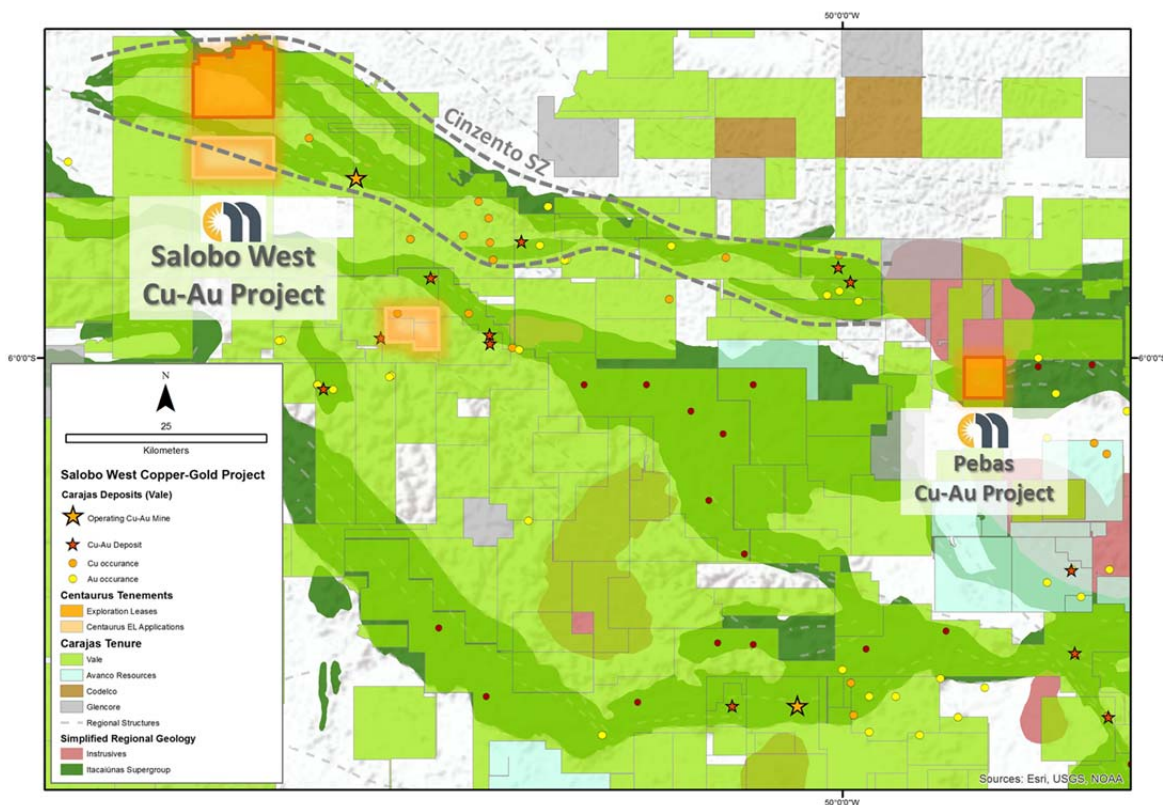 50°0'0"W
Cinzento SZ
Salobo West
Cu-Au Project
6°0'0"S
6°0'0"S
Pebas
Cu-Au Project
N
25
Kilometers
Salobo West Copper-Gold Project
Carajas Deposits (Vale)
Operating Cu-Au Mine
Cu-Au Deposit
Cu occurance
Au occurance
Centaurus Tenements
Exploration Leases
Centaurus EL Applications
Carajas Tenure
Vale
Avanco Resources
Codelco
Glencore
Regional Structures
Simplified Regional Geology
Instrusives
Itacaiúnas Supergroup
Sources: Esri, USGS, NOAA
50°0'0"W